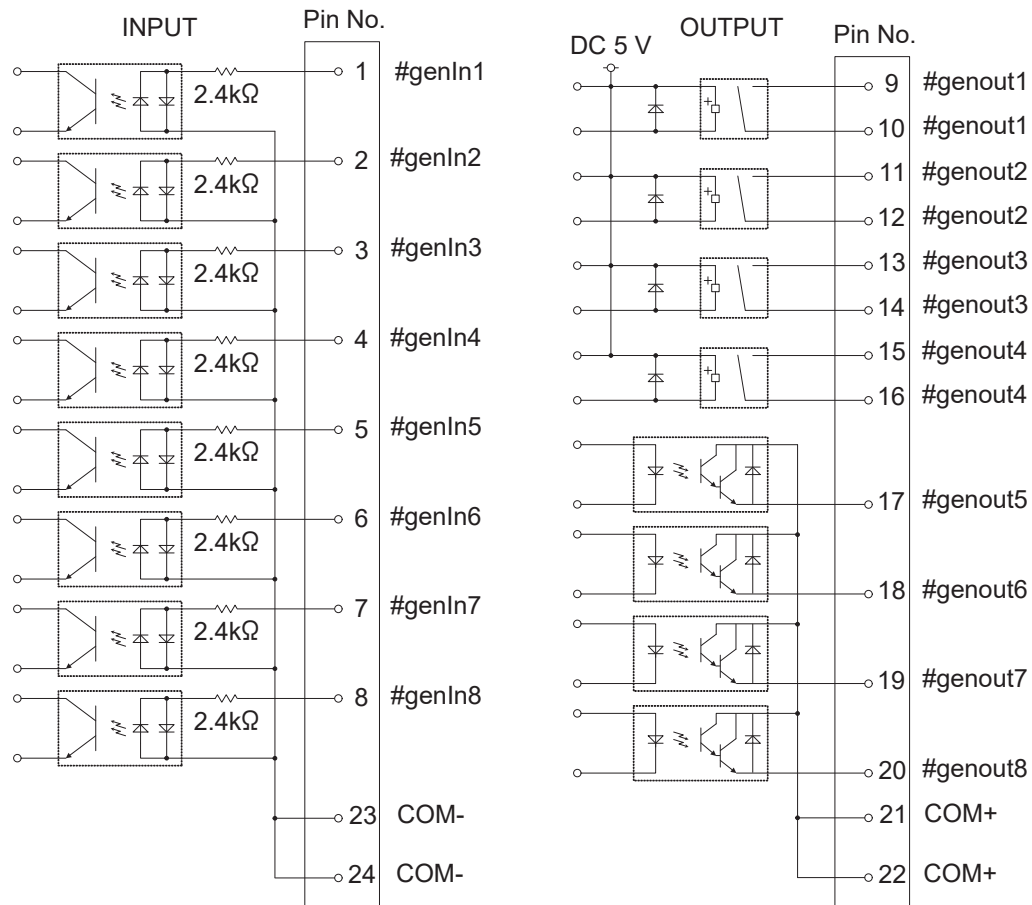 INPUT
Pin No.
1 #genIn1
2.4kΩ
2 #genIn2
2.4kΩ
3 #genIn3
2.4kΩ
4 #genIn4
2.4kΩ
5 #genIn5
2.4kΩ
6 #genIn6
2.4kΩ
7 #genIn7
2.4kΩ
8 #genIn8
2.4kΩ
23 COM-
24 COM-
OUTPUT
Pin No.
DC 5 V
9 #genout1
+
10 #genout1
11 #genout2
+
12 #genout2
13 #genout3
+
14 #genout3
15 #genout4
+
16 #genout4
17 #genout5
18 #genout6
19 #genout7
20 #genout8
21 COM+
22 COM+